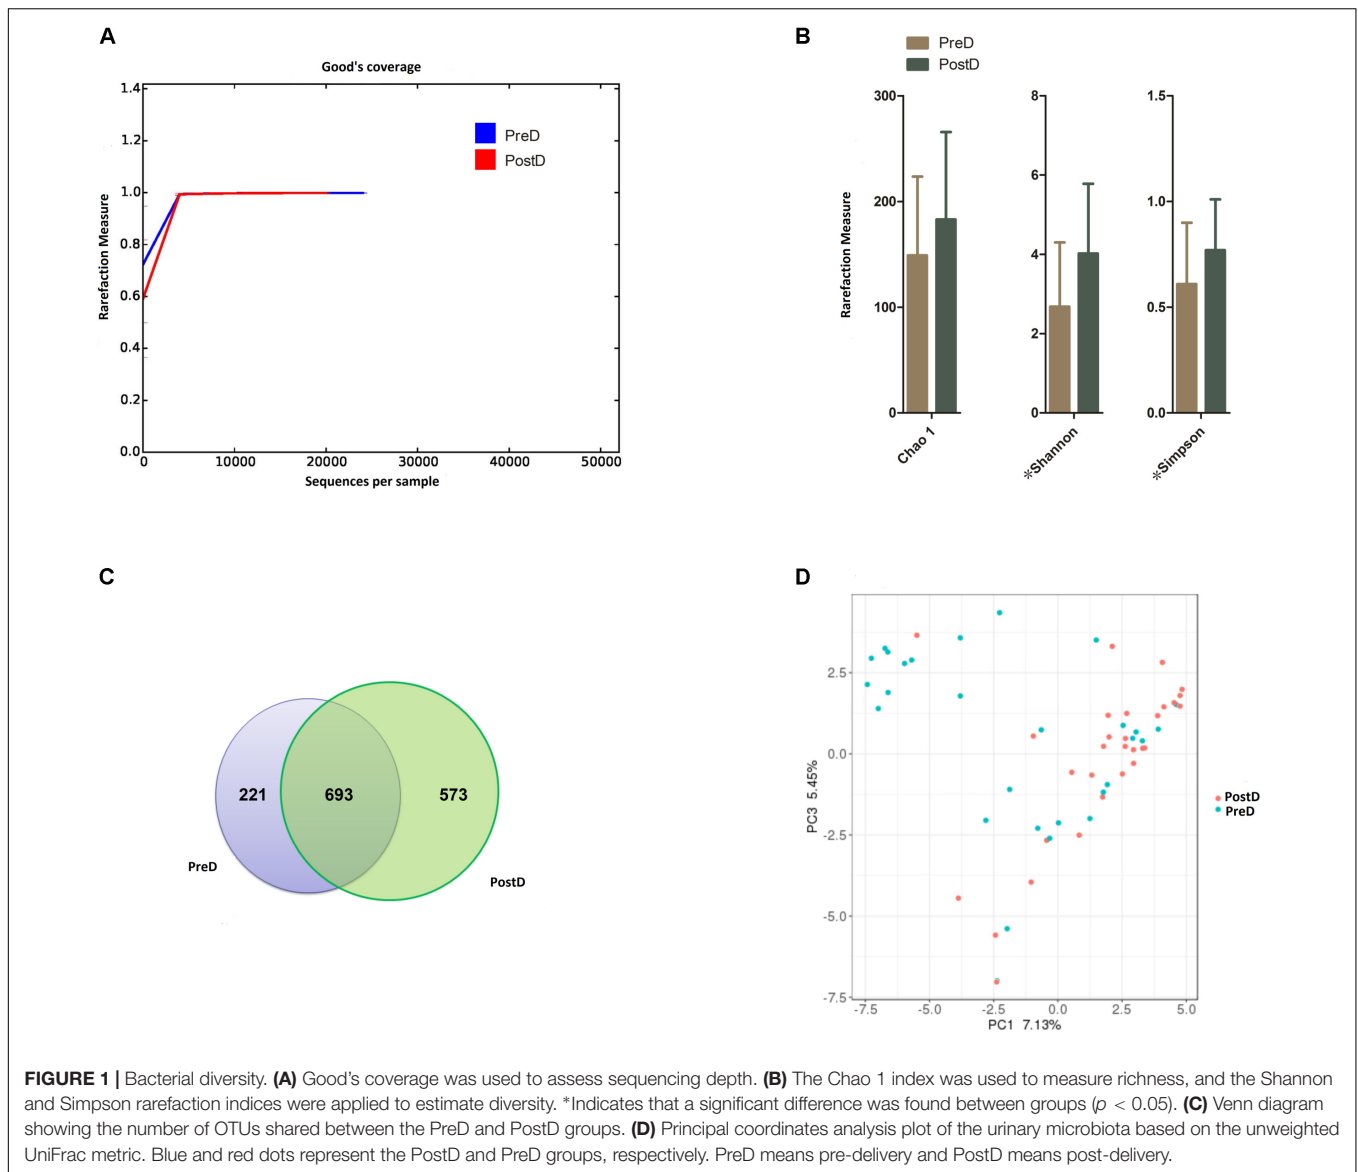 A
Good's coverage
1.4
1.2
1.0
0.8
0.6
0.4
0.2
0.0
Rarefaction Measure
PreD
PostD
0 10000 20000 30000 40000 50000
Sequences per sample
B
PreD
PostD
Rarefaction Measure
300
200
100
0
Chao 1
8
6
4
2
0
*Shannon
1.5
1.0
0.5
0.0
*Simpson
C
221 693 573
PreD
PostD
D
2.5
0.0
-2.5
-5.0
-7.5
PC3 5.45%
-7.5 -5.0 -2.5 0.0 2.5 5.0
PC1 7.13%
PostD
PreD
FIGURE 1 | Bacterial diversity. (A) Good's coverage was used to assess sequencing depth. (B) The Chao 1 index was used to measure richness, and the Shannon
and Simpson rarefaction indices were applied to estimate diversity. *Indicates that a significant difference was found between groups (p < 0.05). (C) Venn diagram
showing the number of OTUs shared between the PreD and PostD groups. (D) Principal coordinates analysis plot of the urinary microbiota based on the unweighted
UniFrac metric. Blue and red dots represent the PostD and PreD groups, respectively. PreD means pre-delivery and PostD means post-delivery.